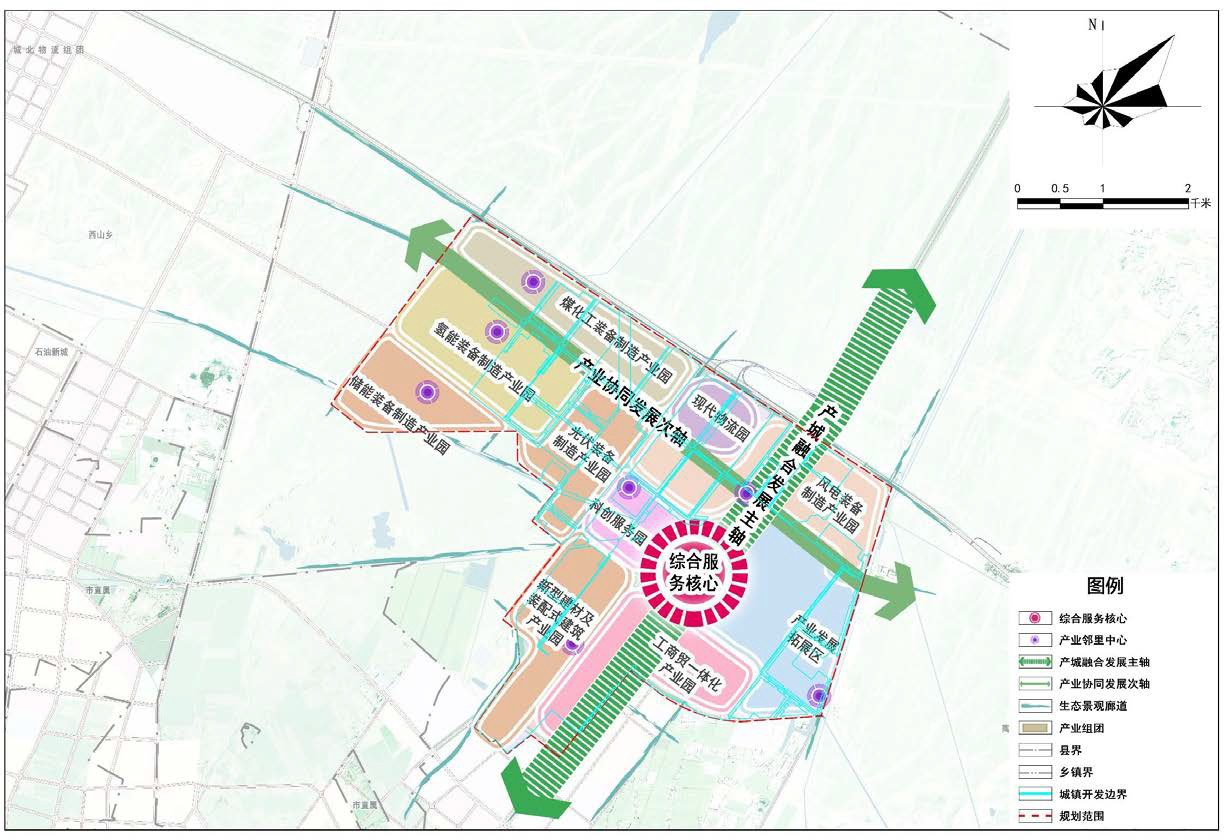 N
0 0.5 1 2
千米
城北物流组团
西山乡
石油新城
市直属
市直属
煤化工装备制造产业园
氢能装备制造产业园
储能装备制造产业园
产业协同发展次轴
现代物流园
光伏装备
制造产业园
产城融合发展主轴
风电装备
制造产业园
科创服务园
综合服
务核心
新型建材及
装配式建筑
产业园
工商贸一体化
产业园
产业发展
拓展区
图例
综合服务核心
产业邻里中心
产城融合发展主轴
产业协同发展次轴
生态景观廊道
产业组团
县界
乡镇界
城镇开发边界
规划范围